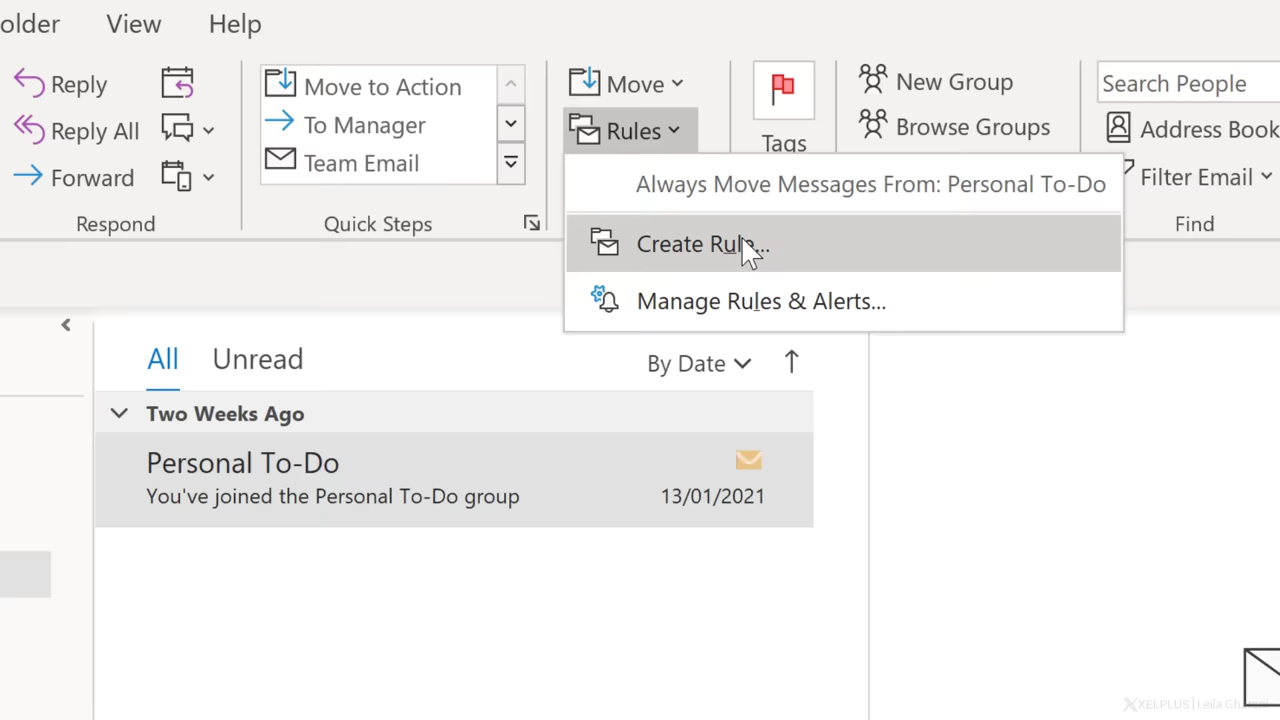 older View Help
Reply
Reply All
Forward
Respond
Move to Action
To Manager
Team Email
Quick Steps
Move
Rules
Tags
New Group
Browse Groups
Search People
Address Book
Filter Email
Find
Always Move Messages From: Personal To-Do
Create Rule...
Manage Rules & Alerts...
All Unread
By Date
Two Weeks Ago
Personal To-Do
You've joined the Personal To-Do group 13/01/2021
XELPLUS | Leila